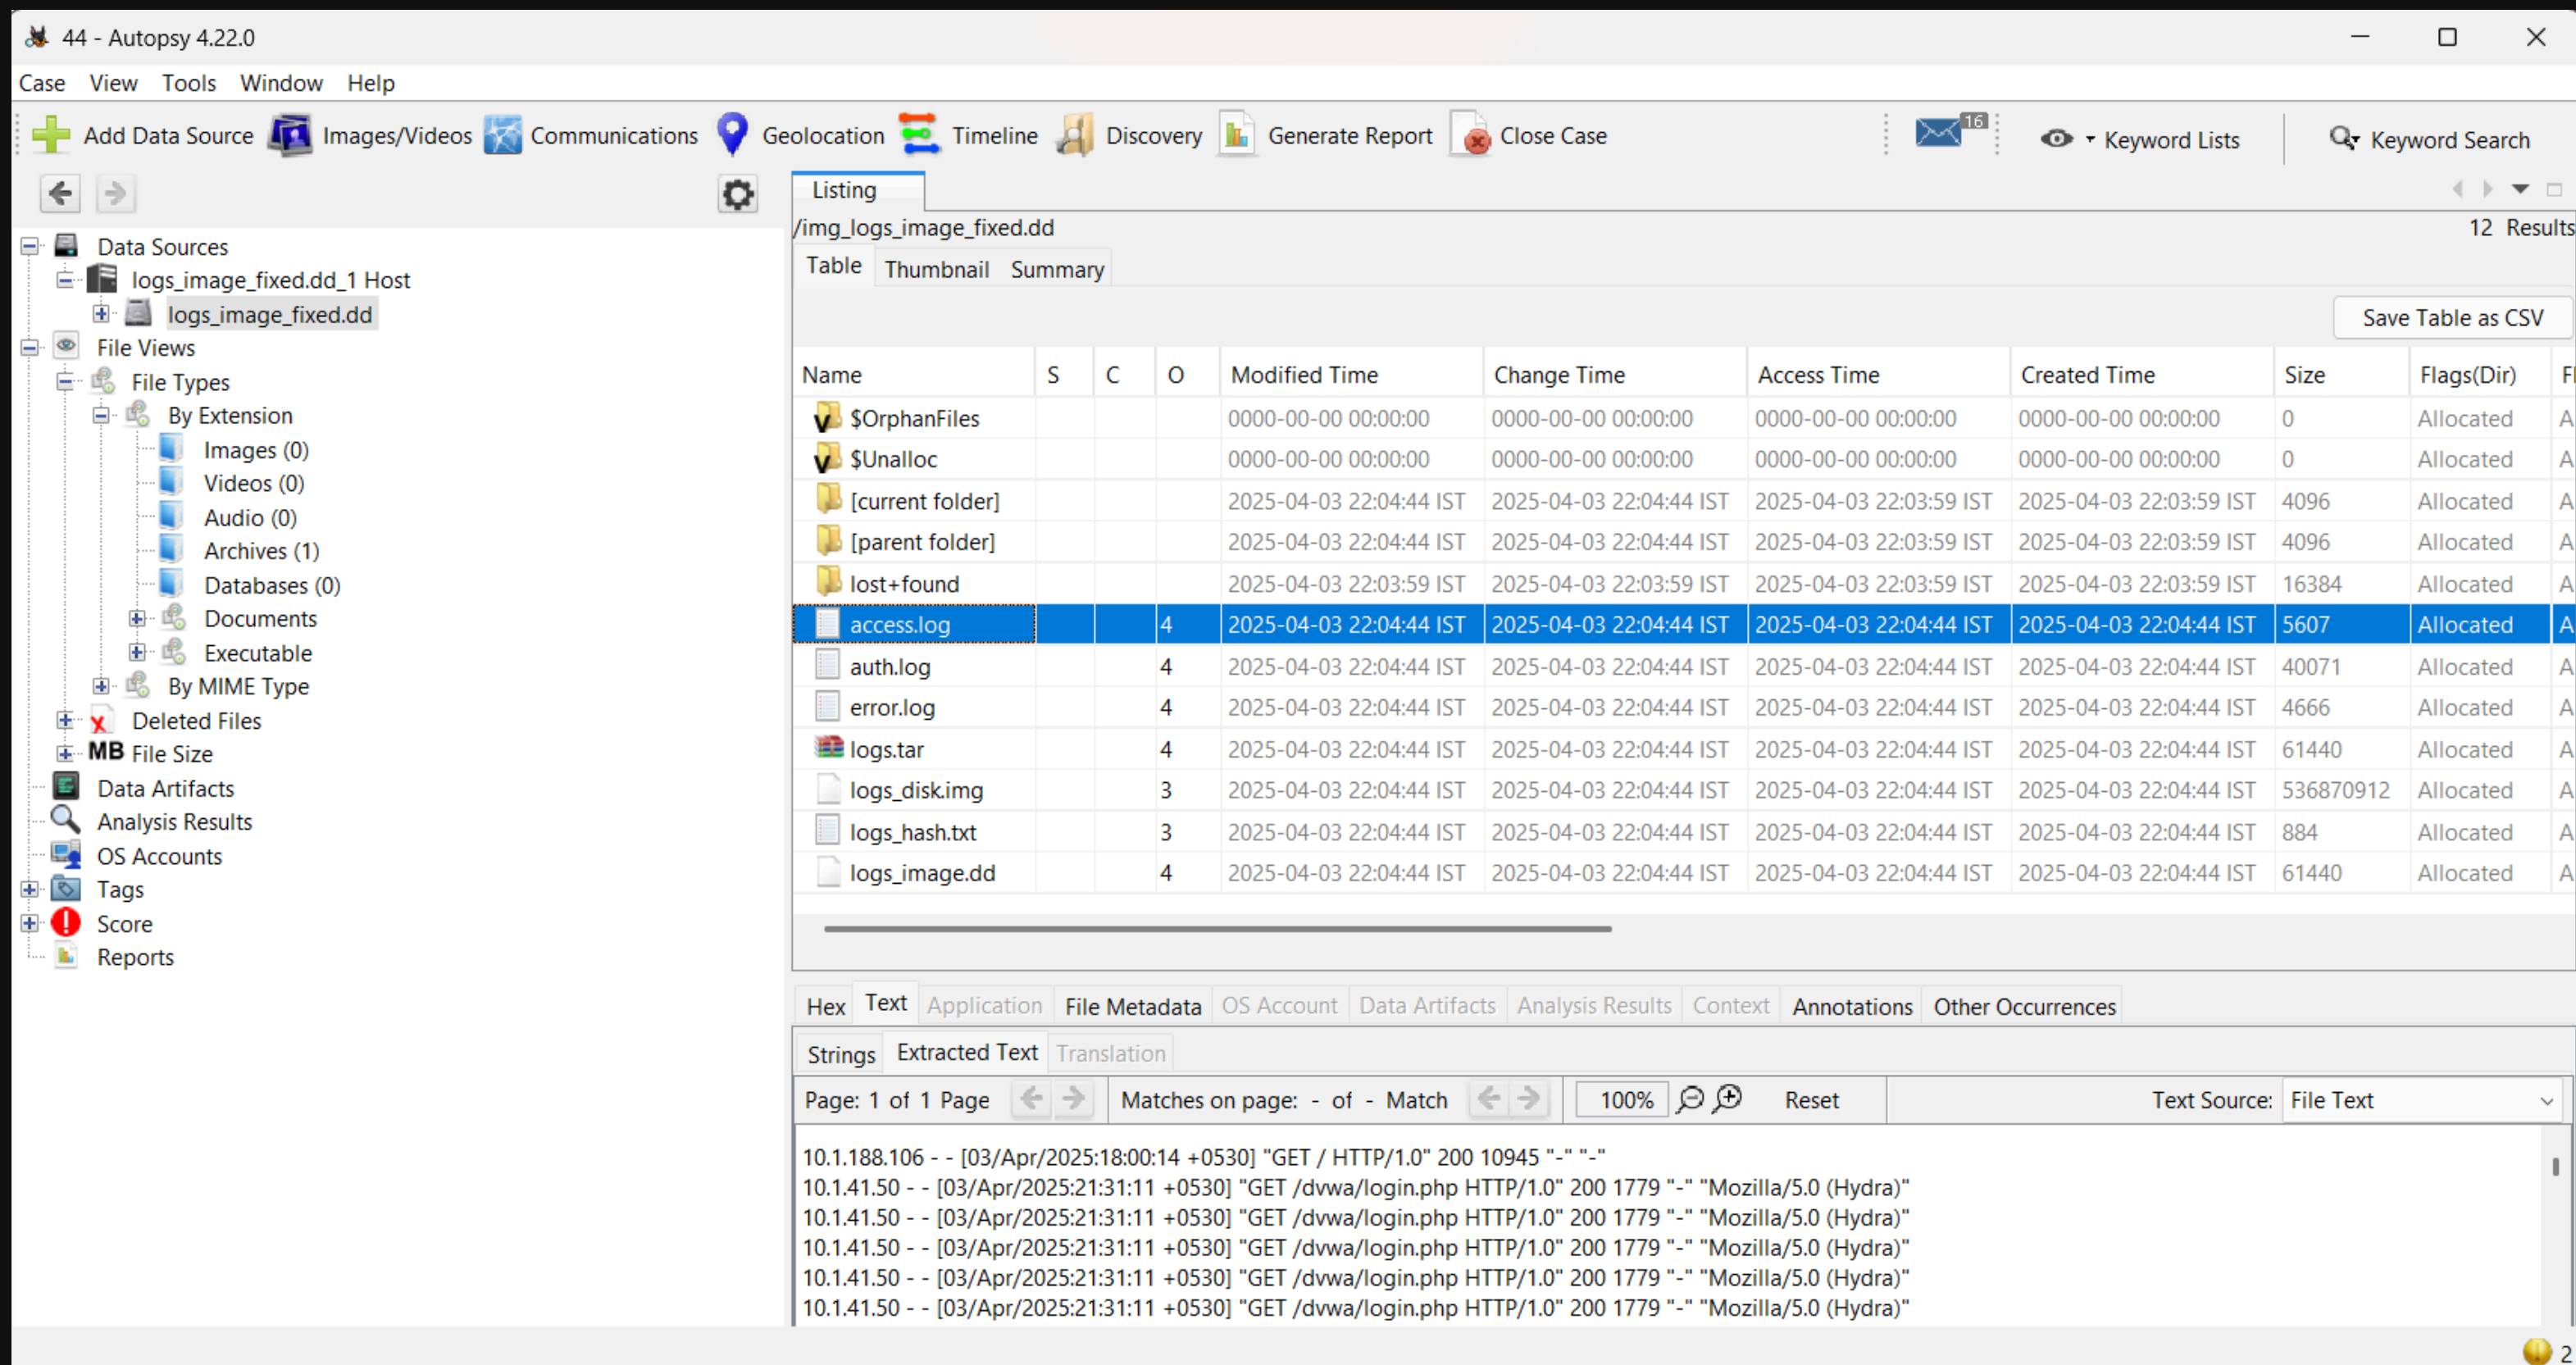 44 - Autopsy 4.22.0
Case View Tools Window Help
Add Data Source Images/Videos Communications Geolocation Timeline Discovery Generate Report Close Case 16 Keyword Lists Keyword Search
Data Sources
logs_image_fixed.dd_1 Host
logs_image_fixed.dd
File Views
File Types
By Extension
Images (0)
Videos (0)
Audio (0)
Archives (1)
Databases (0)
Documents
Executable
By MIME Type
Deleted Files
MB File Size
Data Artifacts
Analysis Results
OS Accounts
Tags
Score
Reports
Listing
/img_logs_image_fixed.dd 12 Results
Table Thumbnail Summary
Save Table as CSV
Name S C O Modified Time Change Time Access Time Created Time Size Flags(Dir) Fl
$OrphanFiles 0000-00-00 00:00:00 0000-00-00 00:00:00 0000-00-00 00:00:00 0000-00-00 00:00:00 0 Allocated A
$Unalloc 0000-00-00 00:00:00 0000-00-00 00:00:00 0000-00-00 00:00:00 0000-00-00 00:00:00 0 Allocated A
[current folder] 2025-04-03 22:04:44 IST 2025-04-03 22:04:44 IST 2025-04-03 22:03:59 IST 2025-04-03 22:03:59 IST 4096 Allocated A
[parent folder] 2025-04-03 22:04:44 IST 2025-04-03 22:04:44 IST 2025-04-03 22:03:59 IST 2025-04-03 22:03:59 IST 4096 Allocated A
lost+found 2025-04-03 22:03:59 IST 2025-04-03 22:03:59 IST 2025-04-03 22:03:59 IST 2025-04-03 22:03:59 IST 16384 Allocated A
access.log 4 2025-04-03 22:04:44 IST 2025-04-03 22:04:44 IST 2025-04-03 22:04:44 IST 2025-04-03 22:04:44 IST 5607 Allocated A
auth.log 4 2025-04-03 22:04:44 IST 2025-04-03 22:04:44 IST 2025-04-03 22:04:44 IST 2025-04-03 22:04:44 IST 40071 Allocated A
error.log 4 2025-04-03 22:04:44 IST 2025-04-03 22:04:44 IST 2025-04-03 22:04:44 IST 2025-04-03 22:04:44 IST 4666 Allocated A
logs.tar 4 2025-04-03 22:04:44 IST 2025-04-03 22:04:44 IST 2025-04-03 22:04:44 IST 2025-04-03 22:04:44 IST 61440 Allocated A
logs_disk.img 3 2025-04-03 22:04:44 IST 2025-04-03 22:04:44 IST 2025-04-03 22:04:44 IST 2025-04-03 22:04:44 IST 536870912 Allocated A
logs_hash.txt 3 2025-04-03 22:04:44 IST 2025-04-03 22:04:44 IST 2025-04-03 22:04:44 IST 2025-04-03 22:04:44 IST 884 Allocated A
logs_image.dd 4 2025-04-03 22:04:44 IST 2025-04-03 22:04:44 IST 2025-04-03 22:04:44 IST 2025-04-03 22:04:44 IST 61440 Allocated A
Hex Text Application File Metadata OS Account Data Artifacts Analysis Results Context Annotations Other Occurrences
Strings Extracted Text Translation
Page: 1 of 1 Page Matches on page: - of - Match 100% Reset Text Source: File Text
10.1.188.106 - - [03/Apr/2025:18:00:14 +0530] "GET / HTTP/1.0" 200 10945 "-" "-"
10.1.41.50 - - [03/Apr/2025:21:31:11 +0530] "GET /dvwa/login.php HTTP/1.0" 200 1779 "-" "Mozilla/5.0 (Hydra)"
10.1.41.50 - - [03/Apr/2025:21:31:11 +0530] "GET /dvwa/login.php HTTP/1.0" 200 1779 "-" "Mozilla/5.0 (Hydra)"
10.1.41.50 - - [03/Apr/2025:21:31:11 +0530] "GET /dvwa/login.php HTTP/1.0" 200 1779 "-" "Mozilla/5.0 (Hydra)"
10.1.41.50 - - [03/Apr/2025:21:31:11 +0530] "GET /dvwa/login.php HTTP/1.0" 200 1779 "-" "Mozilla/5.0 (Hydra)"
10.1.41.50 - - [03/Apr/2025:21:31:11 +0530] "GET /dvwa/login.php HTTP/1.0" 200 1779 "-" "Mozilla/5.0 (Hydra)"
2